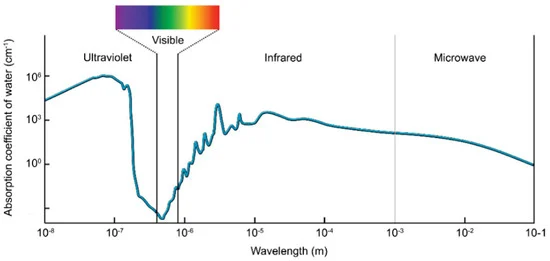 Visible
Ultraviolet Infrared Microwave
Absorption coefficient of water (cm⁻¹)
10⁶
10³
10⁰
10⁻⁸ 10⁻⁷ 10⁻⁶ 10⁻⁵ 10⁻⁴ 10⁻³ 10⁻² 10-1
Wavelength (m)